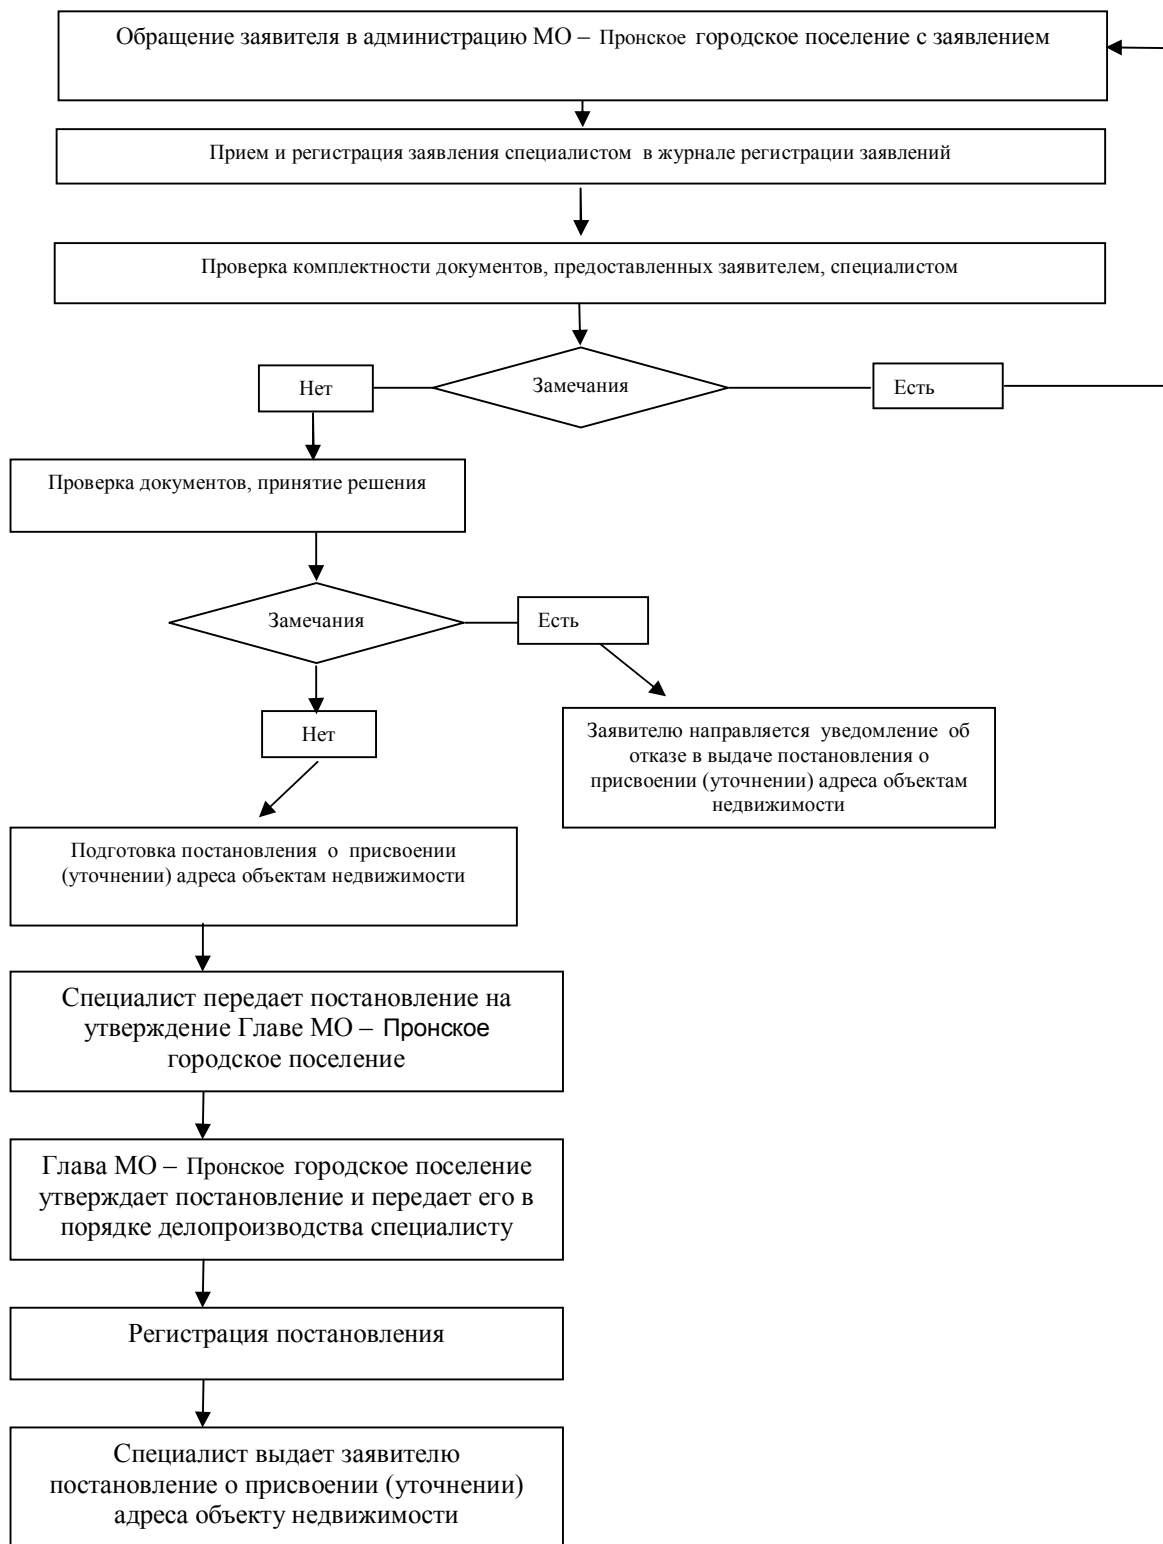 Обращение заявителя в администрацию МО – Пронское городское поселение с заявлением
Прием и регистрация заявления специалистом в журнале регистрации заявлений
Проверка комплектности документов, предоставленных заявителем, специалистом
Нет
Замечания
Есть
Проверка документов, принятие решения
Замечания
Есть
Нет
Заявителю направляется уведомление об
отказе в выдаче постановления о
присвоении (уточнении) адреса объектам
недвижимости
Подготовка постановления о присвоении
(уточнении) адреса объектам недвижимости
Специалист передает постановление на
утверждение Главе МО – Пронское
городское поселение
Глава МО – Пронское городское поселение
утверждает постановление и передает его в
порядке делопроизводства специалисту
Регистрация постановления
Специалист выдает заявителю
постановление о присвоении (уточнении)
адреса объекту недвижимости